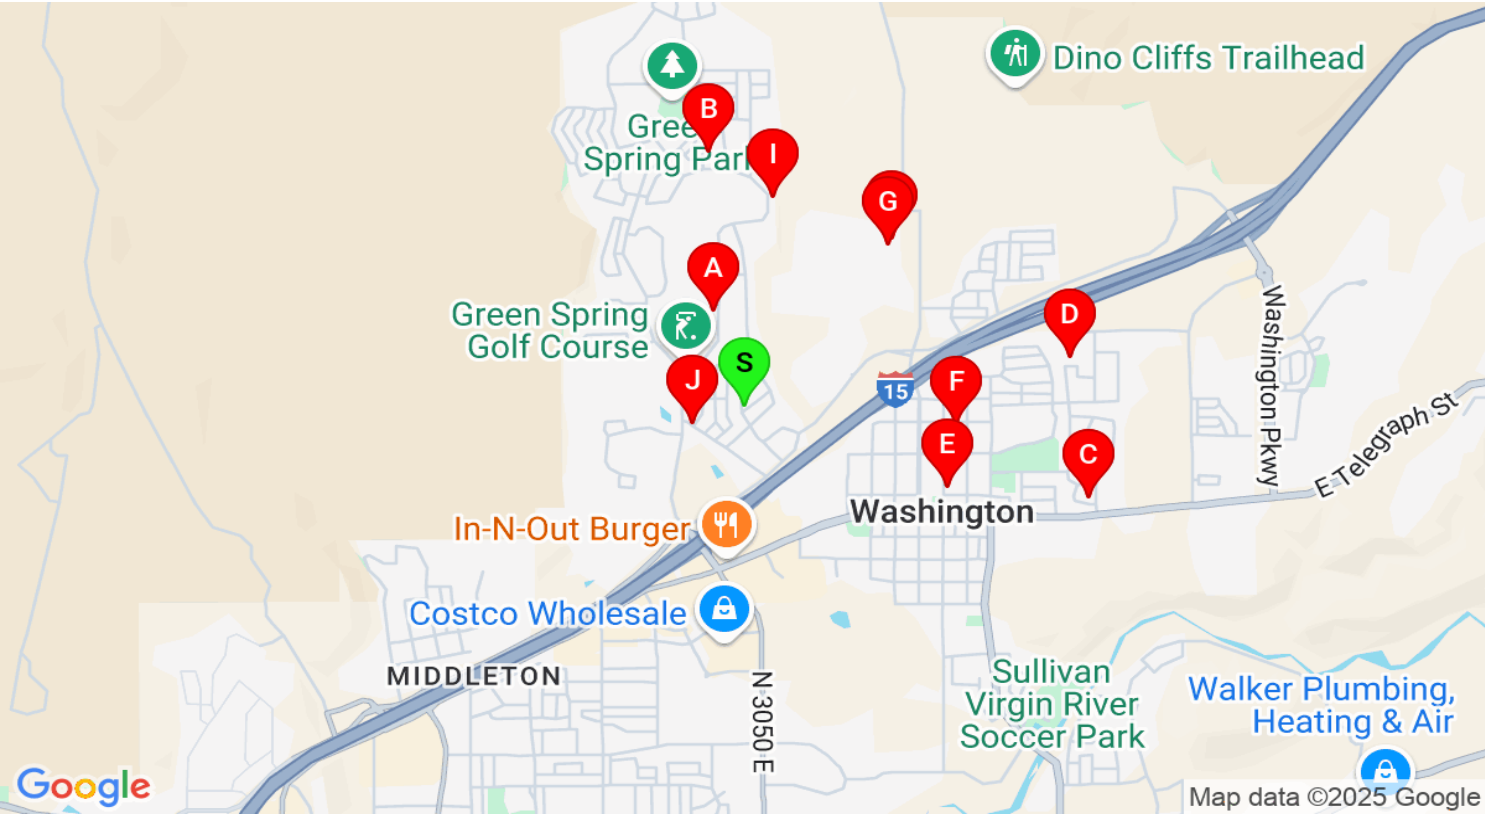 Dino Cliffs Trailhead
B
Green
Spring Park
I
G
A
Green Spring
Golf Course
D
Washington Pkwy
S
J
F
15
E
C
E Telegraph St
Washington
In-N-Out Burger
Costco Wholesale
MIDDLETON
N 3050 E
Sullivan
Virgin River
Soccer Park
Walker Plumbing,
Heating & Air
Google
Map data ©2025 Google